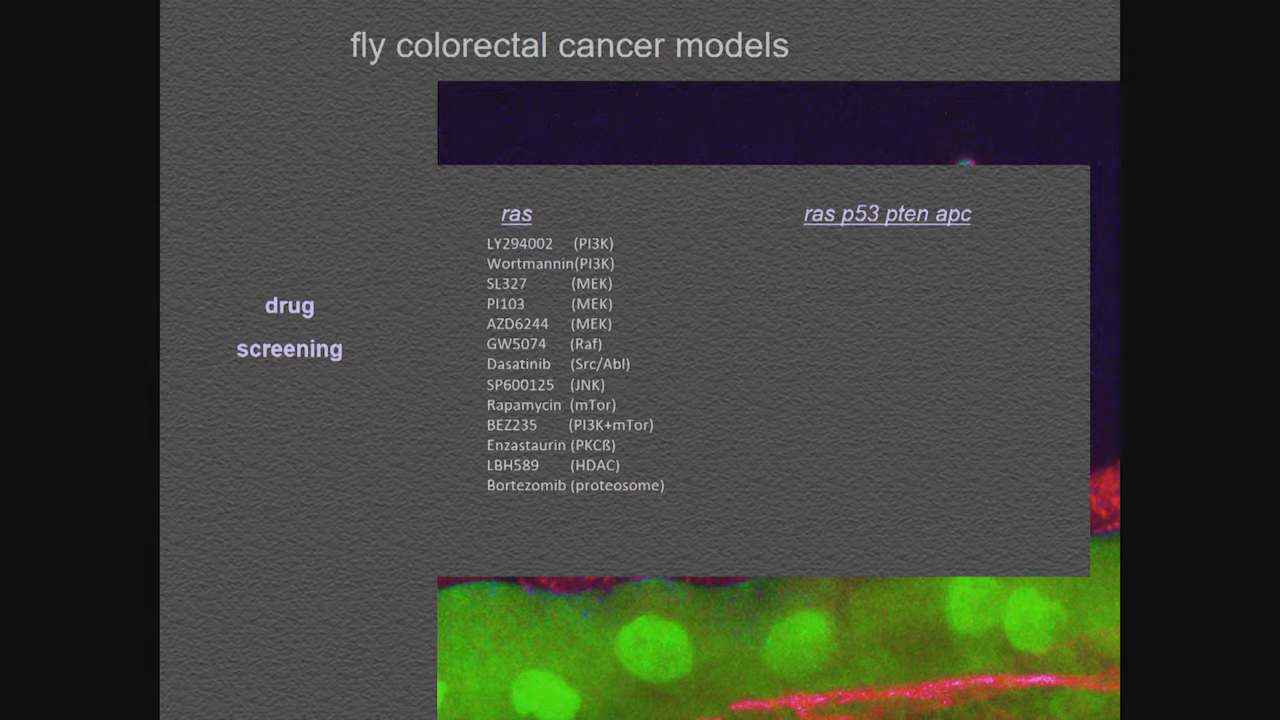 fly colorectal cancer models
drug
screening
ras
LY294002 (PI3K)
Wortmannin(PI3K)
SL327 (MEK)
PI103 (MEK)
AZD6244 (MEK)
GW5074 (Raf)
Dasatinib (Src/Abl)
SP600125 (JNK)
Rapamycin (mTor)
BEZ235 (PI3K+mTor)
Enzastaurin (PKCß)
LBH589 (HDAC)
Bortezomib (proteosome)
ras p53 pten apc